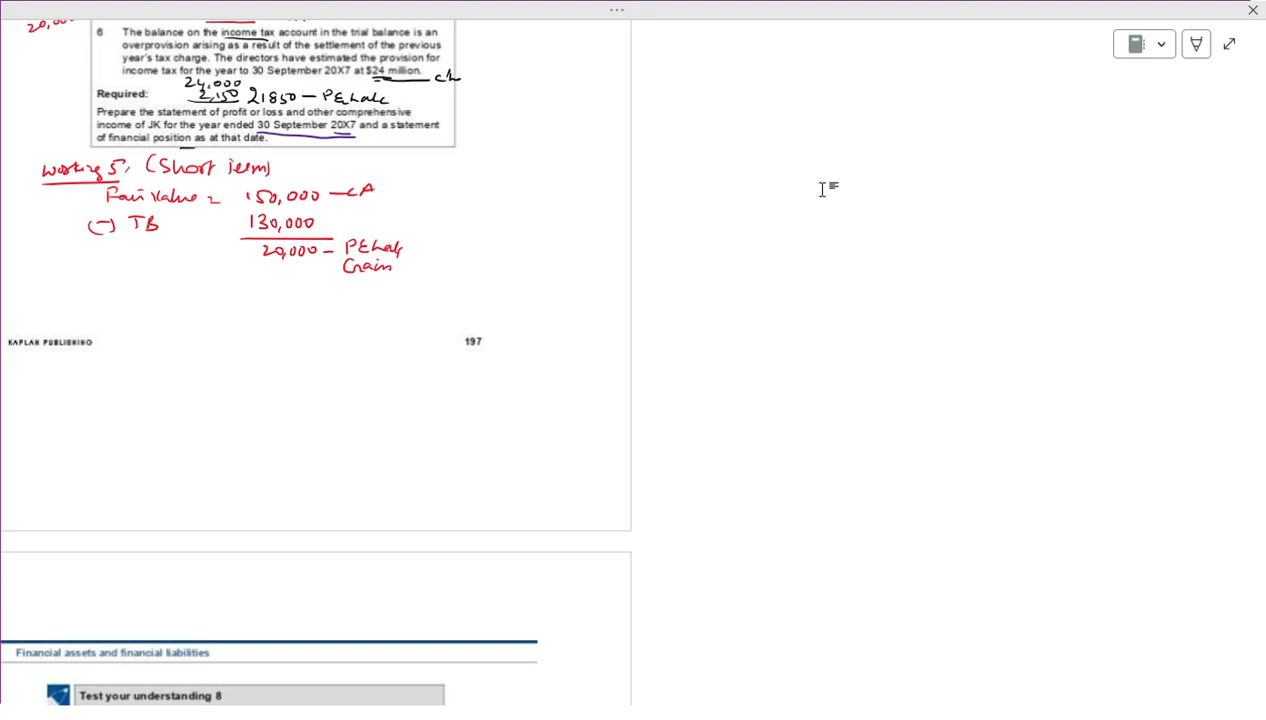 20,000
6 The balance on the income tax account in the trial balance is an
overprovision arising as a result of the settlement of the previous
year's tax charge. The directors have estimated the provision for
income tax for the year to 30 September 20X7 at $24 million. CL
24,000
Required: 2,150 21850 - P&L a/c
Prepare the statement of profit or loss and other comprehensive
income of JK for the year ended 30 September 20X7 and a statement
of financial position as at that date.
Working 5, (Short Term)
Fair value = 150,000 - CA
(-) TB 130,000
20,000 - P&L a/c
Gain
KAPLAN PUBLISHING 197
Financial assets and financial liabilities
Test your understanding 8